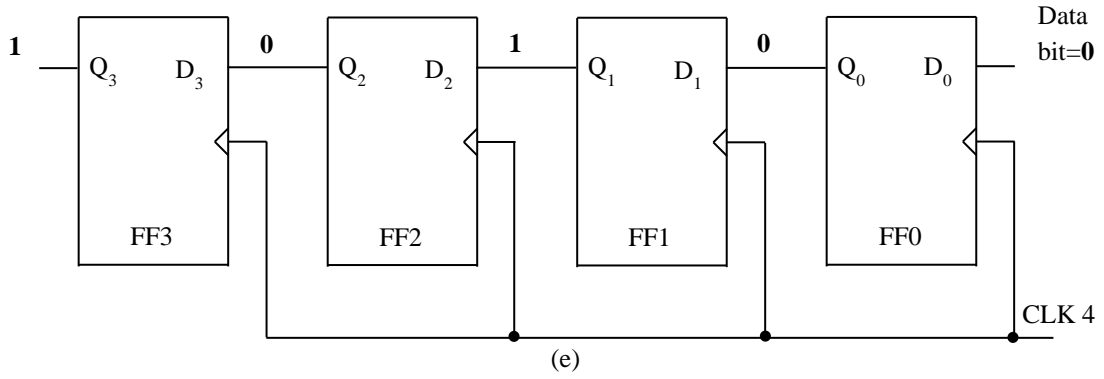 Data
1 0 1 0 bit=0
Q3 D3 Q2 D2 Q1 D1 Q0 D0
FF3 FF2 FF1 FF0
CLK 4
(e)